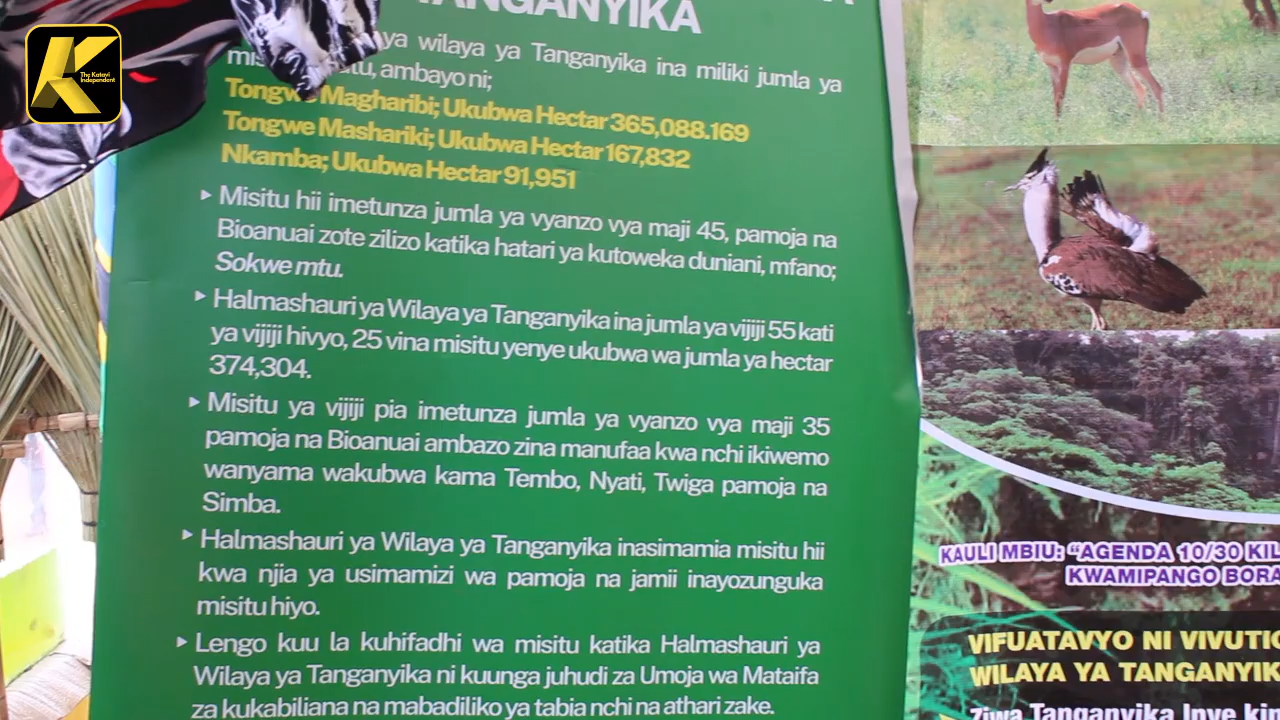 The Katavi
Independent
TANGANYIKA
ya wilaya ya Tanganyika ina miliki jumla ya
ambayo ni;
Tongwe Magharibi; Ukubwa Hectar 365,088.169
Tongwe Mashariki; Ukubwa Hectar 167,832
Nkamba; Ukubwa Hectar 91,951
Misitu hii imetunza jumla ya vyanzo vya maji 45, pamoja na
Bioanuai zote zilizo katika hatari ya kutoweka duniani, mfano;
Sokwe mtu.
Halmashauri ya Wilaya ya Tanganyika ina jumla ya vijiji 55 kati
ya vijiji hivyo, 25 vina misitu yenye ukubwa wa jumla ya hectar
374,304.
Misitu ya vijiji pia imetunza jumla ya vyanzo vya maji 35
pamoja na Bioanuai ambazo zina manufaa kwa nchi ikiwemo
wanyama wakubwa kama Tembo, Nyati, Twiga pamoja na
Simba.
Halmashauri ya Wilaya ya Tanganyika inasimamia misitu hii
kwa njia ya usimamizi wa pamoja na jamii inayozunguka
misitu hiyo.
Lengo kuu la kuhifadhi wa misitu katika Halmashauri ya
Wilaya ya Tanganyika ni kuunga juhudi za Umoja wa Mataifa
za kukabiliana na mabadiliko ya tabia nchi na athari zake.
KAULI MBIU: “AGENDA 10/30 KIL
KWAMIPANGO BORA
VIFUATAVYO NI VIVUTIO
WILAYA YA TANGANYIK
Ziwa Tanganyika